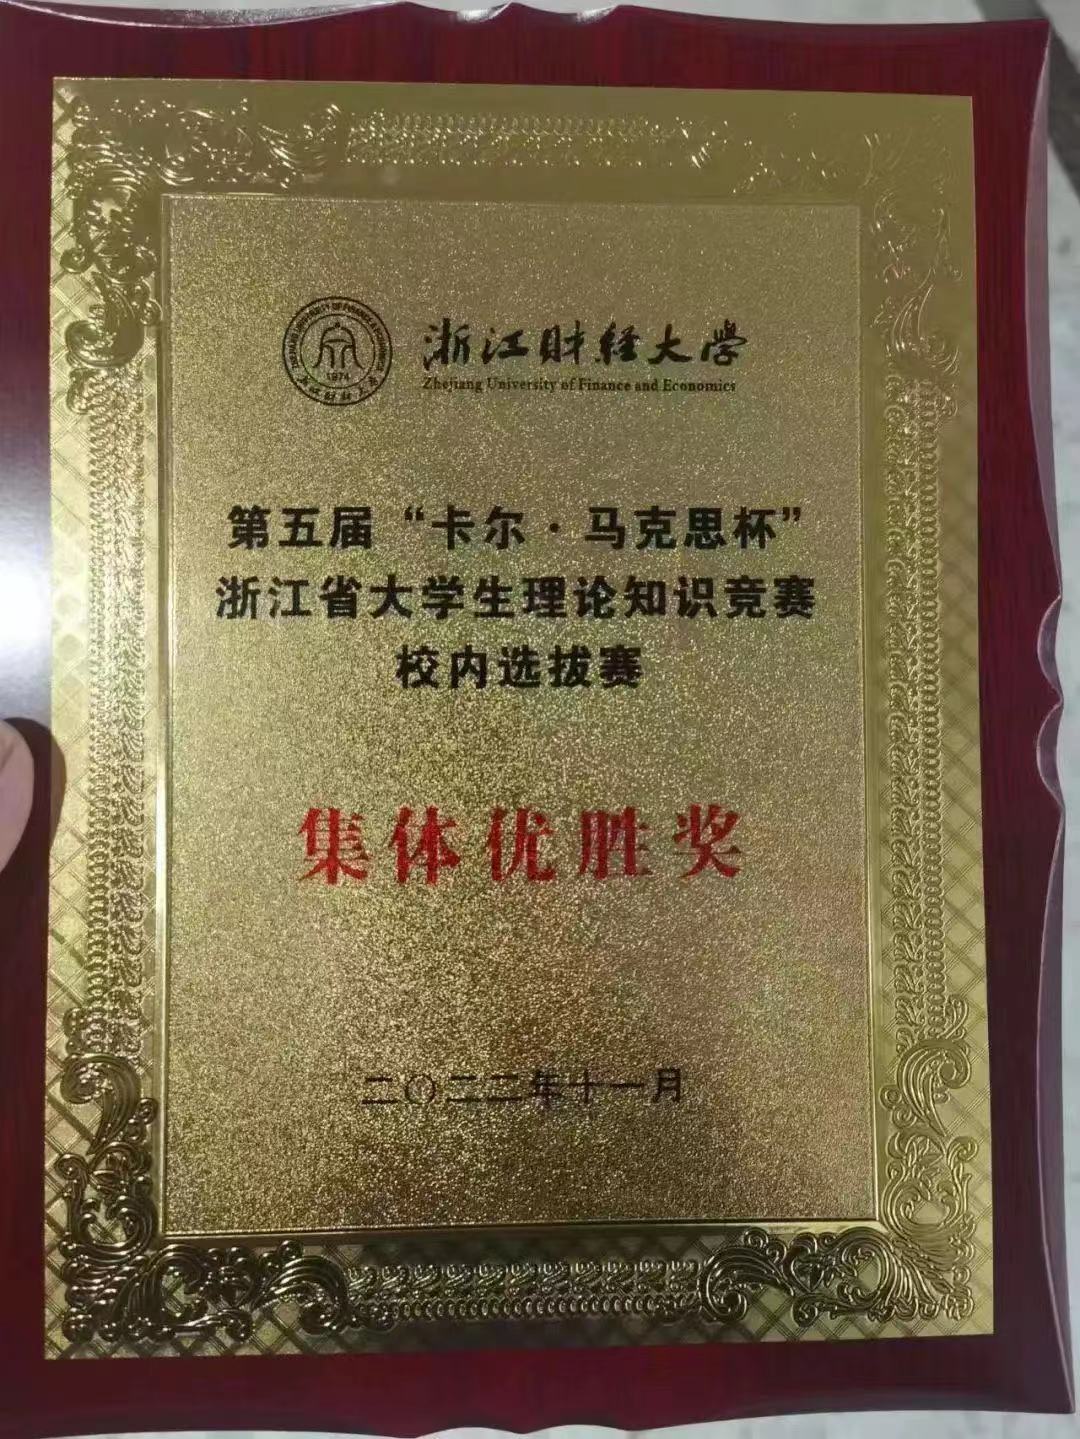 浙江财经大学
Zhejiang University of Finance and Economics
1974
第五届“卡尔·马克思杯”
浙江省大学生理论知识竞赛
校内选拔赛
集体优胜奖
二〇二二年十一月